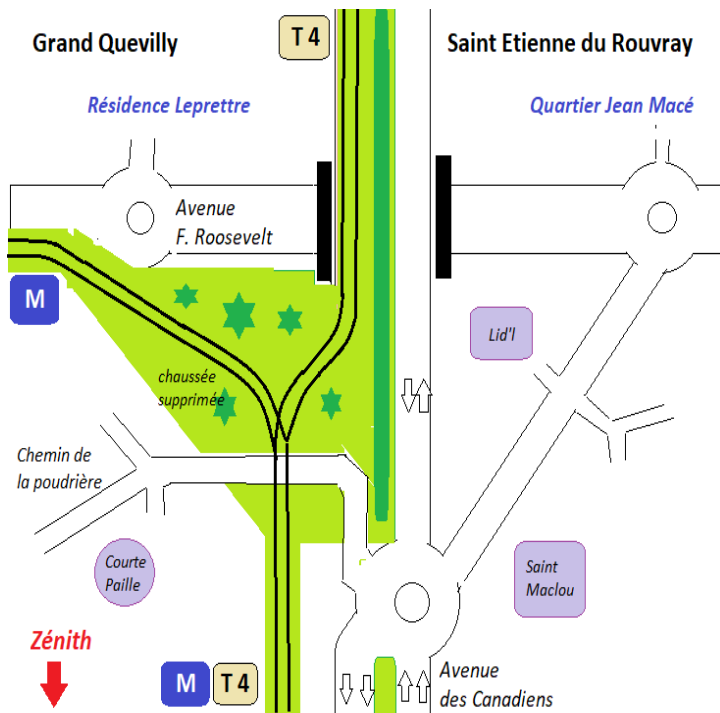 Grand Quevilly
T 4
Saint Etienne du Rouvray
Résidence Leprettre
Quartier Jean Macé
Avenue
F. Roosevelt
M
Lid'l
chaussée
supprimée
Chemin de
la poudrière
Courte
Paille
Saint
Maclou
Zénith
M
T 4
Avenue
des Canadiens